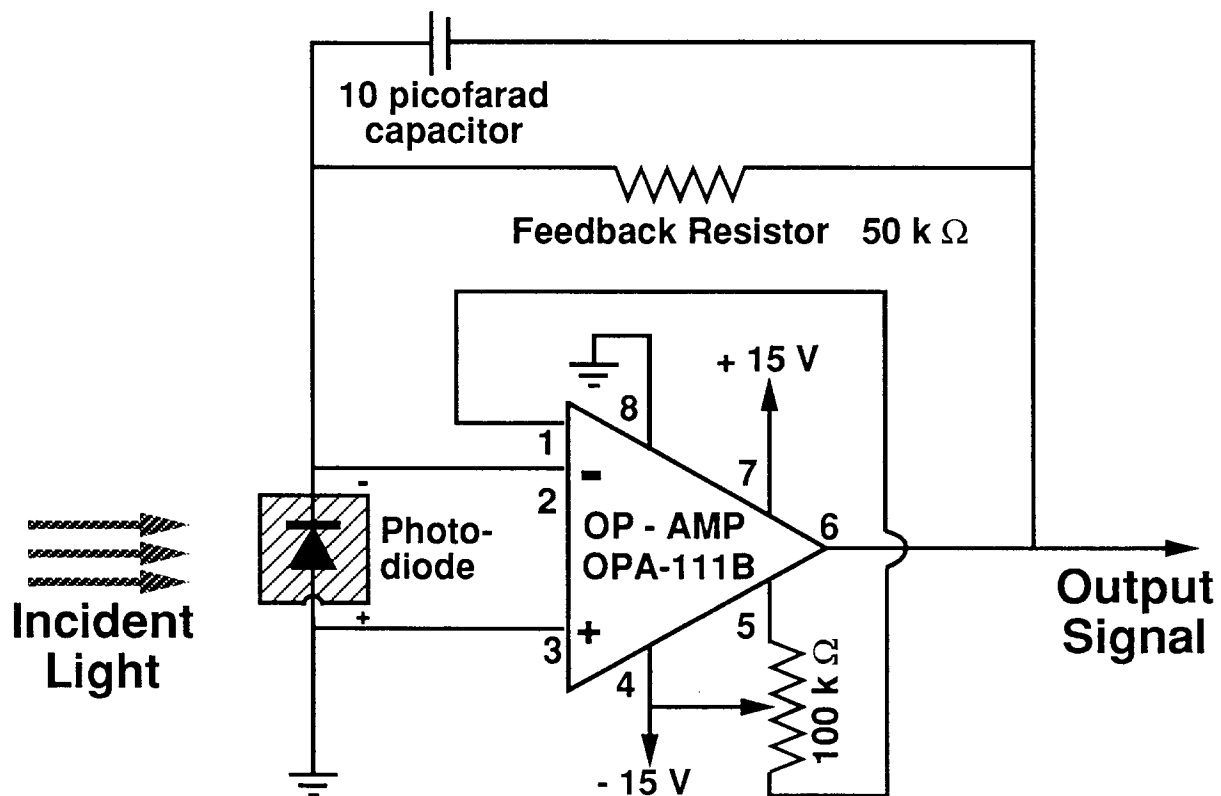 10 picofarad
capacitor
Feedback Resistor 50 k Ω
+ 15 V
8
1
-
2
7
Photo-
diode
-
+
OP - AMP
OPA-111B
6
Incident
Light
Output
Signal
3
+
5
4
100 k Ω
- 15 V